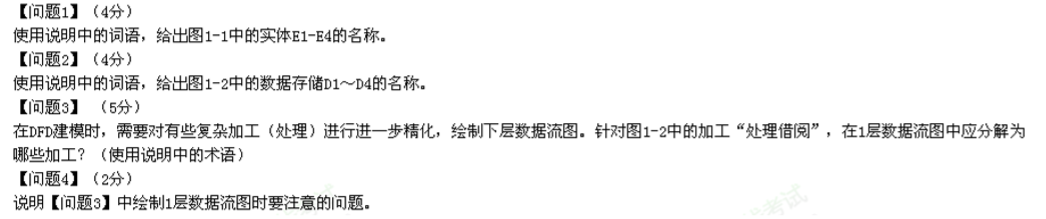 【问题1】（4分）
使用说明中的词语，给出图1-1中的实体E1-E4的名称。
【问题2】（4分）
使用说明中的词语，给出图1-2中的数据存储D1～D4的名称。
【问题3】 （5分）
在DFD建模时，需要对有些复杂加工（处理）进行进一步精化，绘制下层数据流图。针对图1-2中的加工“处理借阅”，在1层数据流图中应分解为
哪些加工？（使用说明中的术语）
【问题4】（2分）
说明【问题3】中绘制1层数据流图时要注意的问题。